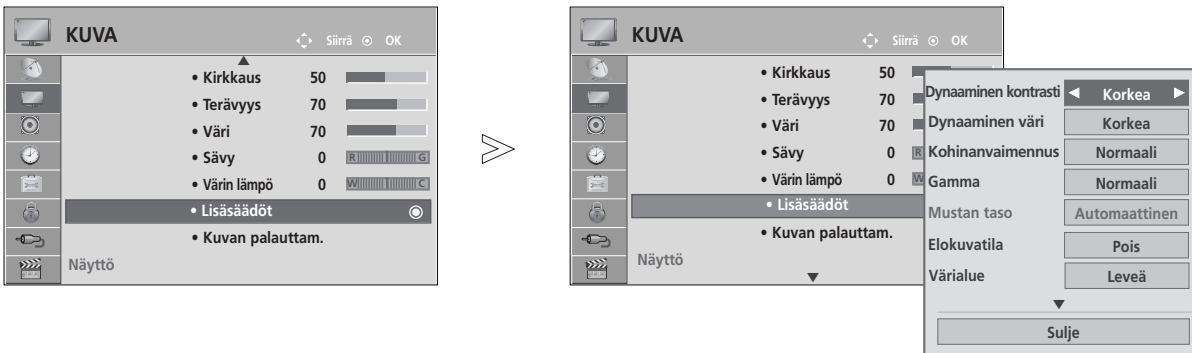 KUVA
Siirrä OK
• Kirkkaus 50
• Terävyys 70
• Väri 70
• Sävy 0 R G
• Värin lämpö 0 W C
• Lisäsäädöt
• Kuvan palauttam.
Näyttö
KUVA
Siirrä OK
• Kirkkaus 50
• Terävyys 70
• Väri 70
• Sävy 0 R
• Värin lämpö 0 W
• Lisäsäädöt
• Kuvan palauttam.
Näyttö
Dynaaminen kontrasti Korkea
Dynaaminen väri Korkea
Kohinanvaimennus Normaali
Gamma Normaali
Mustan taso Automaattinen
Elokuvatila Pois
Värialue Leveä
Sulje